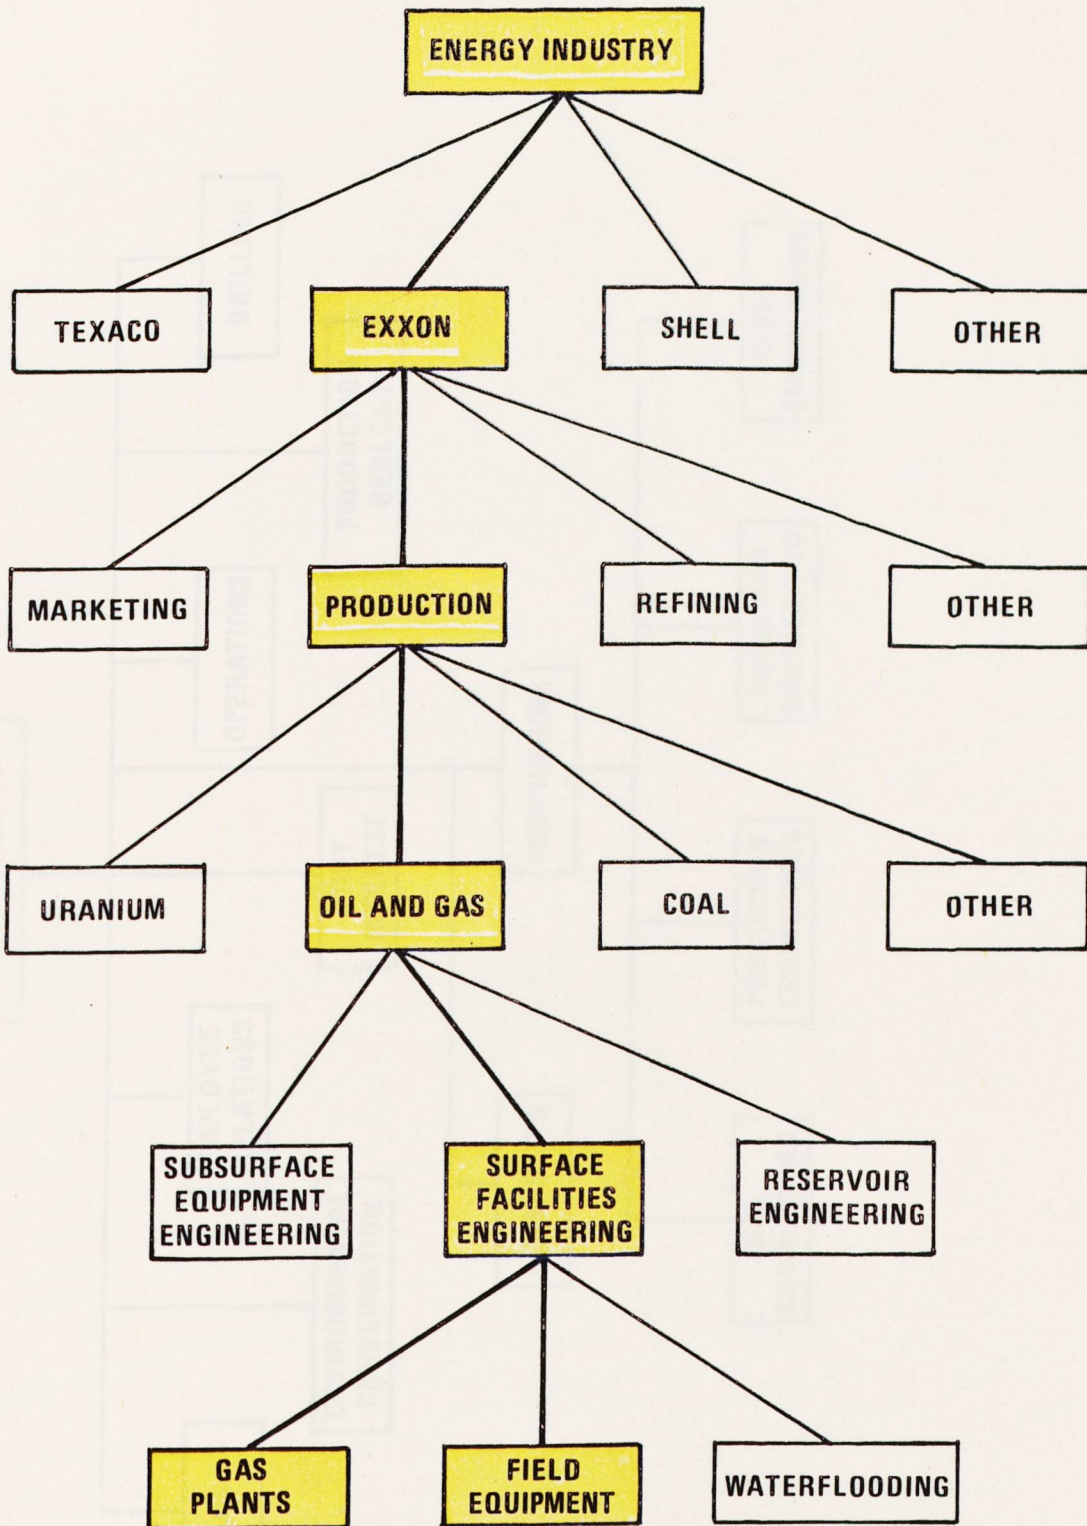 ENERGY INDUSTRY
TEXACO
EXXON
SHELL
OTHER
MARKETING
PRODUCTION
REFINING
OTHER
URANIUM
OIL AND GAS
COAL
OTHER
SUBSURFACE
EQUIPMENT
ENGINEERING
SURFACE
FACILITIES
ENGINEERING
RESERVOIR
ENGINEERING
GAS
PLANTS
FIELD
EQUIPMENT
WATERFLOODING